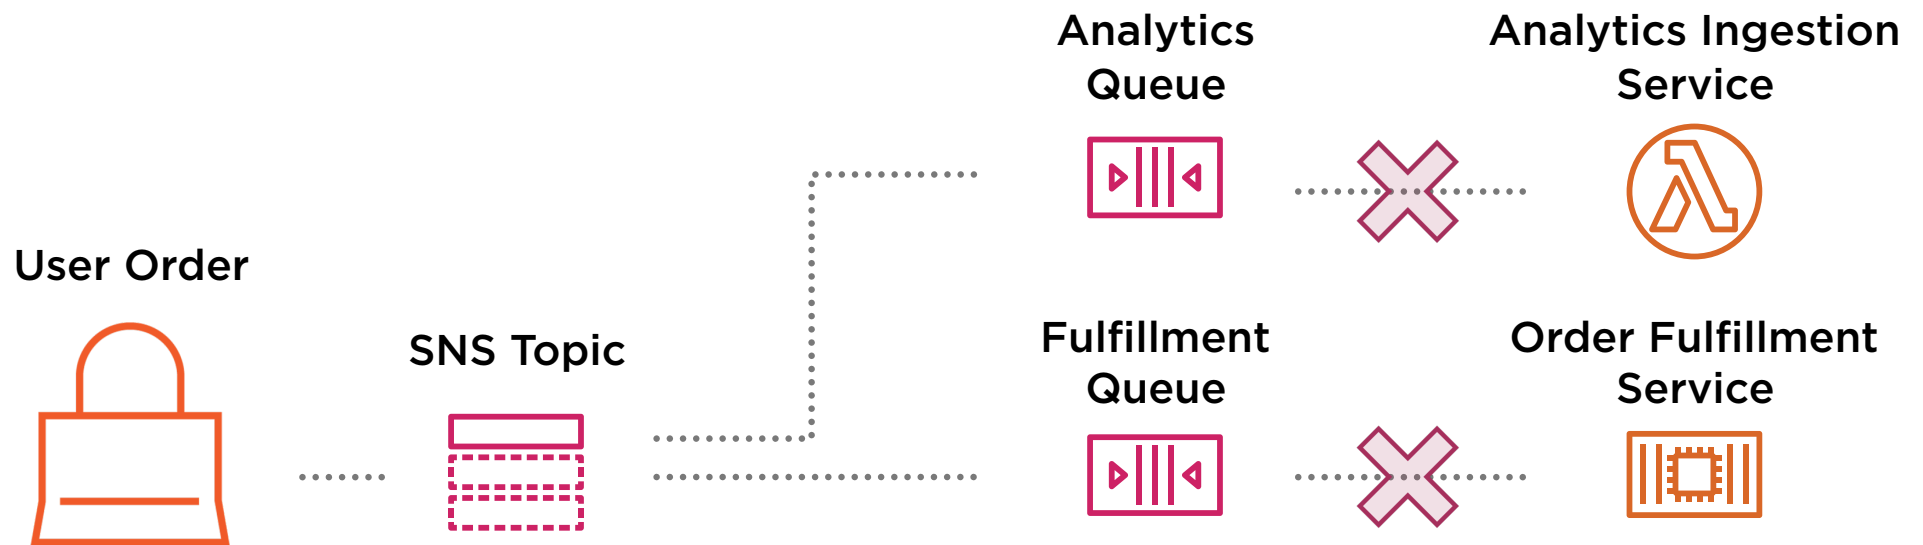 Analytics
Queue
Analytics Ingestion
Service
User Order
SNS Topic
Fulfillment
Queue
Order Fulfillment
Service